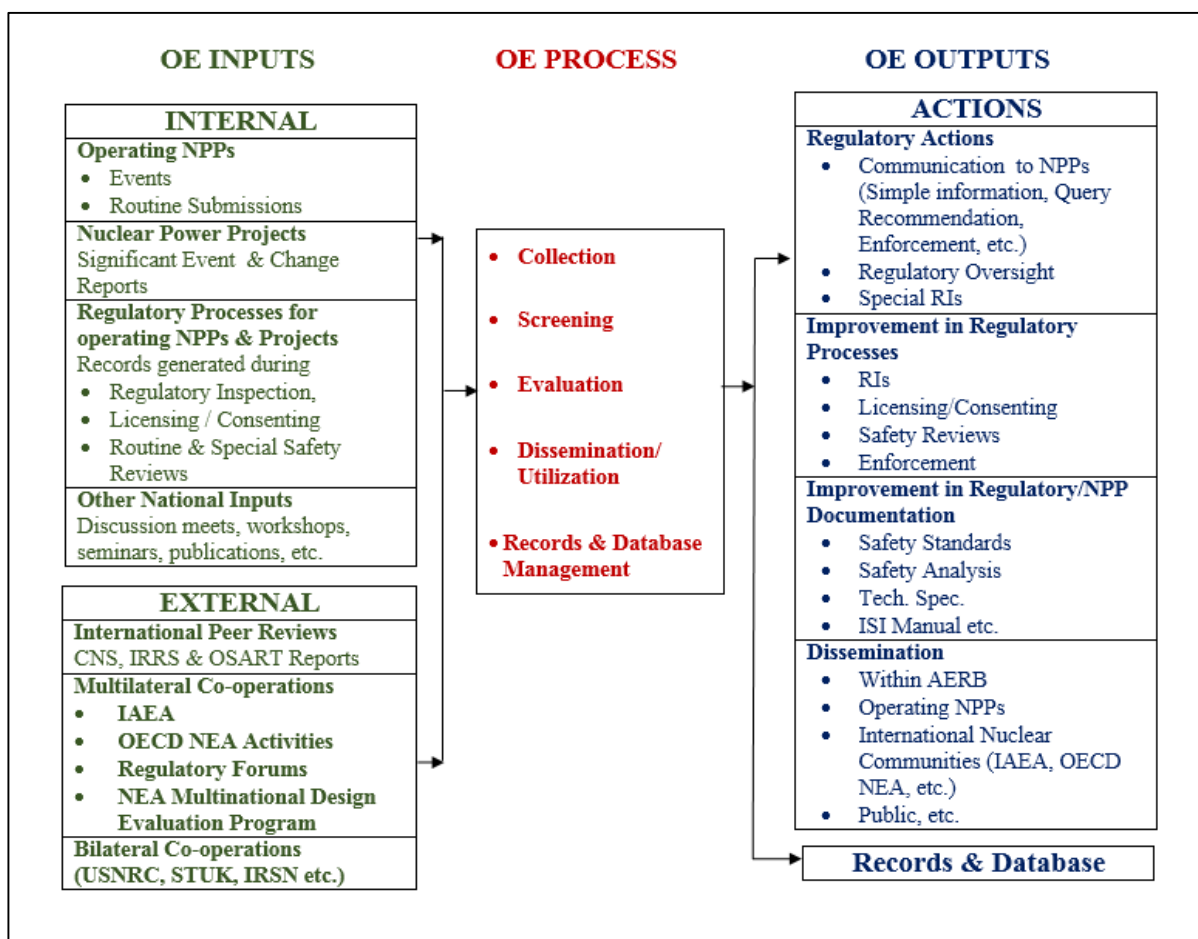 OE INPUTS
INTERNAL
Operating NPPs
• Events
• Routine Submissions
Nuclear Power Projects
Significant Event & Change
Reports
Regulatory Processes for
operating NPPs & Projects
Records generated during
• Regulatory Inspection,
• Licensing / Consenting
• Routine & Special Safety
Reviews
Other National Inputs
Discussion meets, workshops,
seminars, publications, etc.
EXTERNAL
International Peer Reviews
CNS, IRRS & OSART Reports
Multilateral Co-operations
• IAEA
• OECD NEA Activities
• Regulatory Forums
• NEA Multinational Design
Evaluation Program
Bilateral Co-operations
(USNRC, STUK, IRSN etc.)
OE PROCESS
• Collection
• Screening
• Evaluation
• Dissemination/
Utilization
• Records & Database
Management
OE OUTPUTS
ACTIONS
Regulatory Actions
• Communication to NPPs
(Simple information, Query
Recommendation,
Enforcement, etc.)
• Regulatory Oversight
• Special RIs
Improvement in Regulatory
Processes
• RIs
• Licensing/Consenting
• Safety Reviews
• Enforcement
Improvement in Regulatory/NPP
Documentation
• Safety Standards
• Safety Analysis
• Tech. Spec.
• ISI Manual etc.
Dissemination
• Within AERB
• Operating NPPs
• International Nuclear
Communities (IAEA, OECD
NEA, etc.)
• Public, etc.
Records & Database